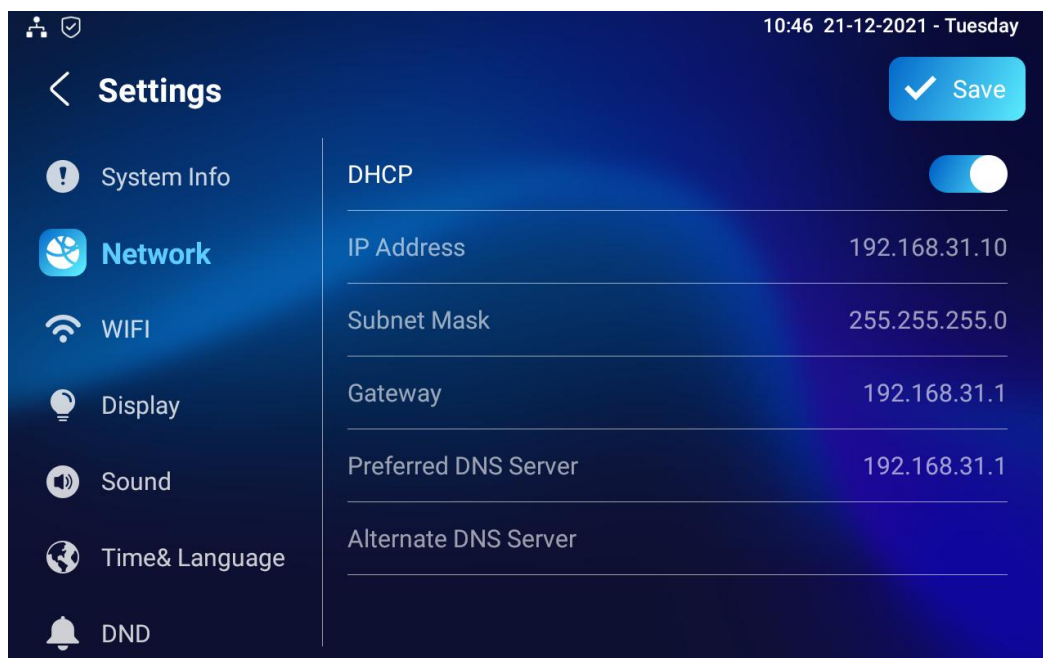 10:46 21-12-2021 - Tuesday
Settings
Save
System Info
Network
WIFI
Display
Sound
Time& Language
DND
DHCP
IP Address 192.168.31.10
Subnet Mask 255.255.255.0
Gateway 192.168.31.1
Preferred DNS Server 192.168.31.1
Alternate DNS Server